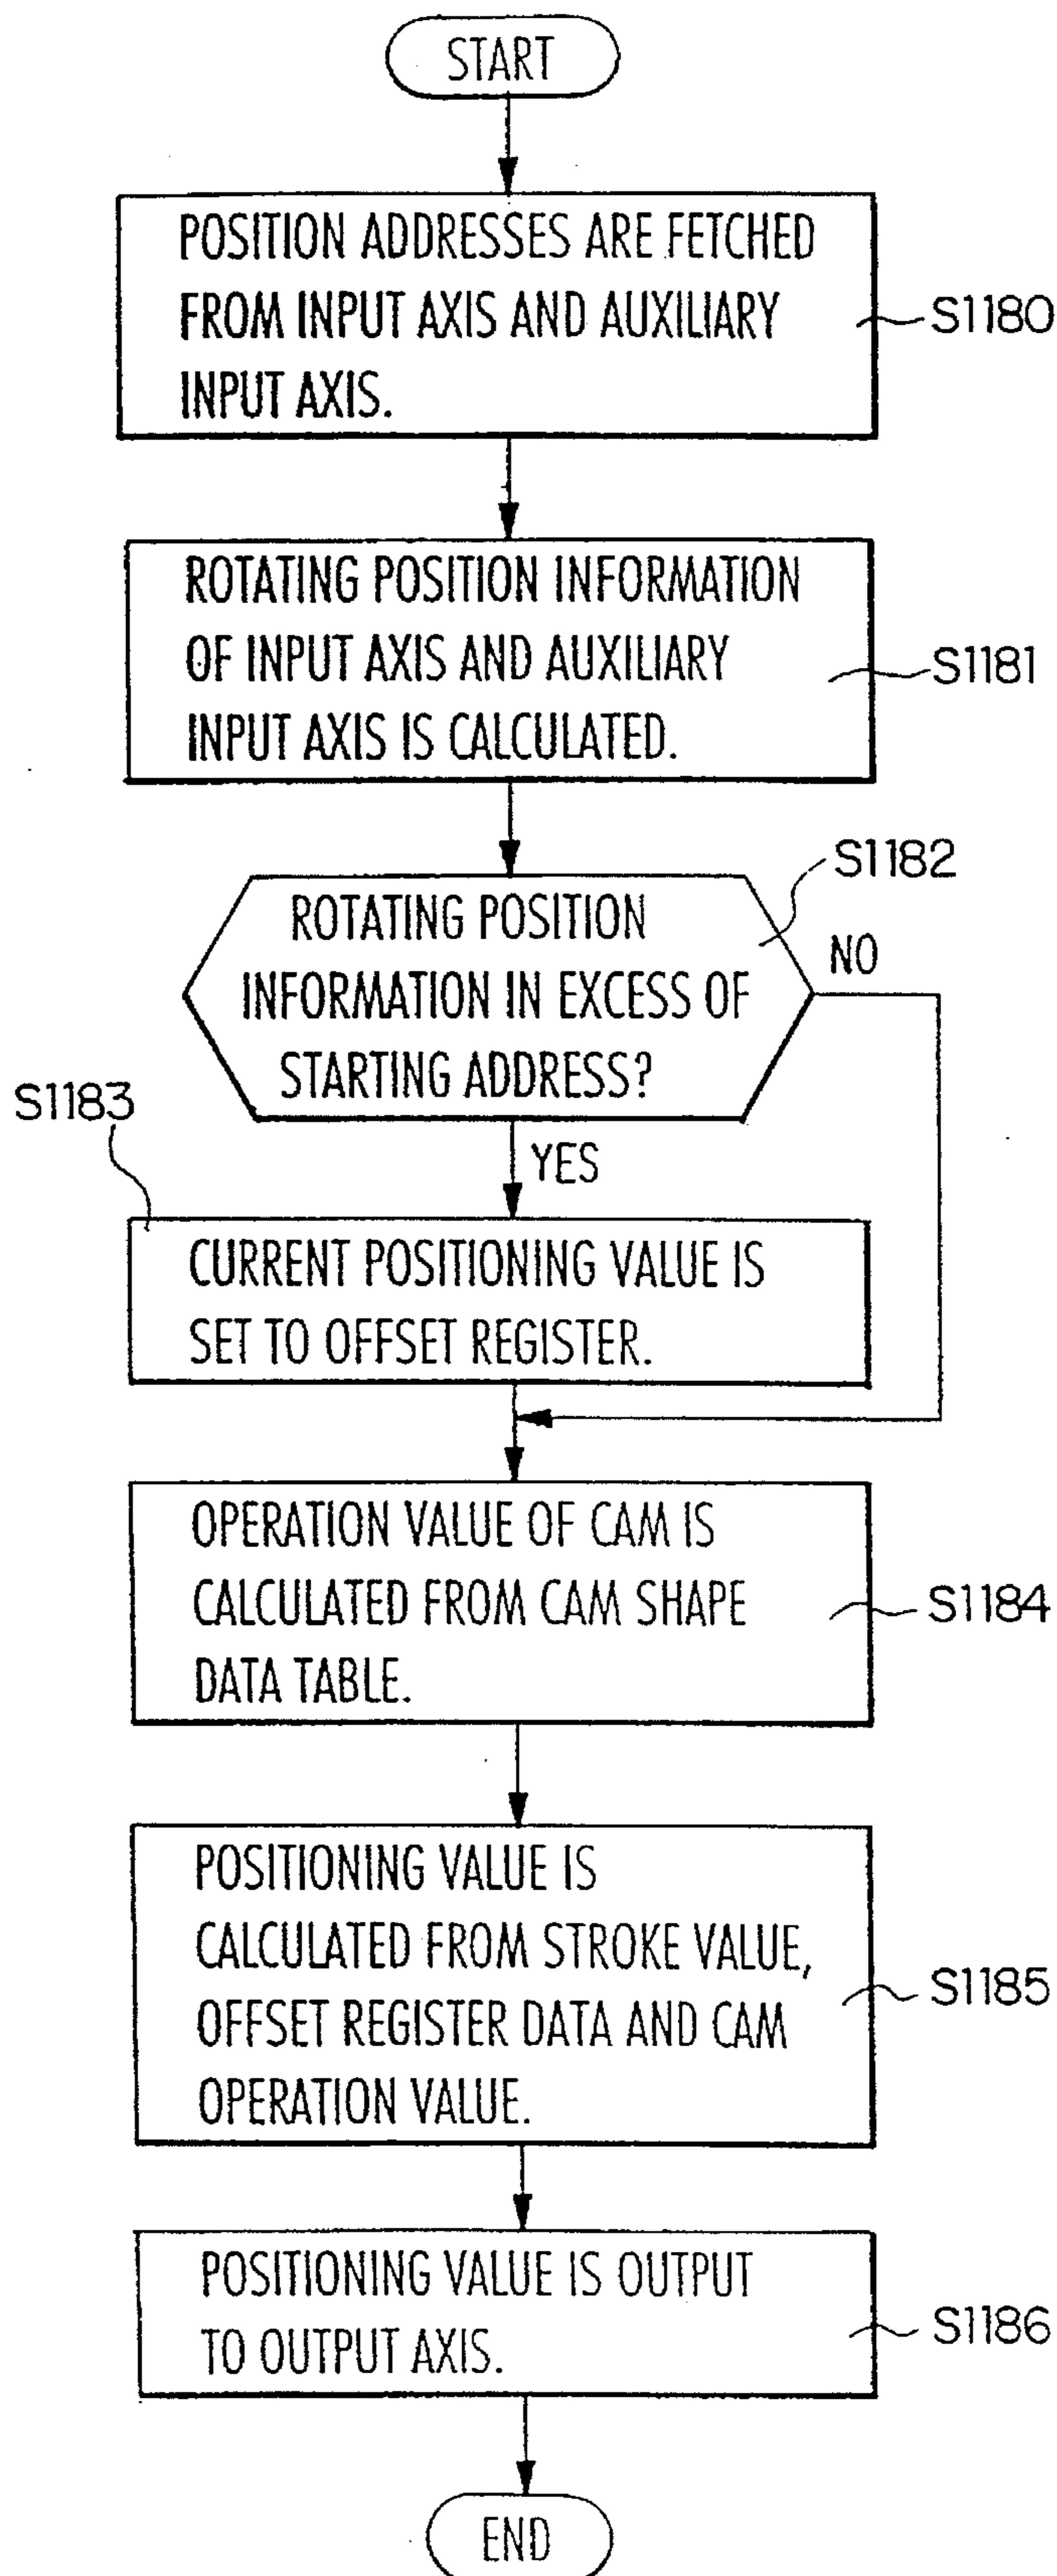 START
POSITION ADDRESSES ARE FETCHED
FROM INPUT AXIS AND AUXILIARY
INPUT AXIS.
S1180
ROTATING POSITION INFORMATION
OF INPUT AXIS AND AUXILIARY
INPUT AXIS IS CALCULATED.
S1181
S1182
ROTATING POSITION
INFORMATION IN EXCESS OF
STARTING ADDRESS?
NO
YES
S1183
CURRENT POSITIONING VALUE IS
SET TO OFFSET REGISTER.
OPERATION VALUE OF CAM IS
CALCULATED FROM CAM SHAPE
DATA TABLE.
S1184
POSITIONING VALUE IS
CALCULATED FROM STROKE VALUE,
OFFSET REGISTER DATA AND CAM
OPERATION VALUE.
S1185
POSITIONING VALUE IS OUTPUT
TO OUTPUT AXIS.
S1186
END